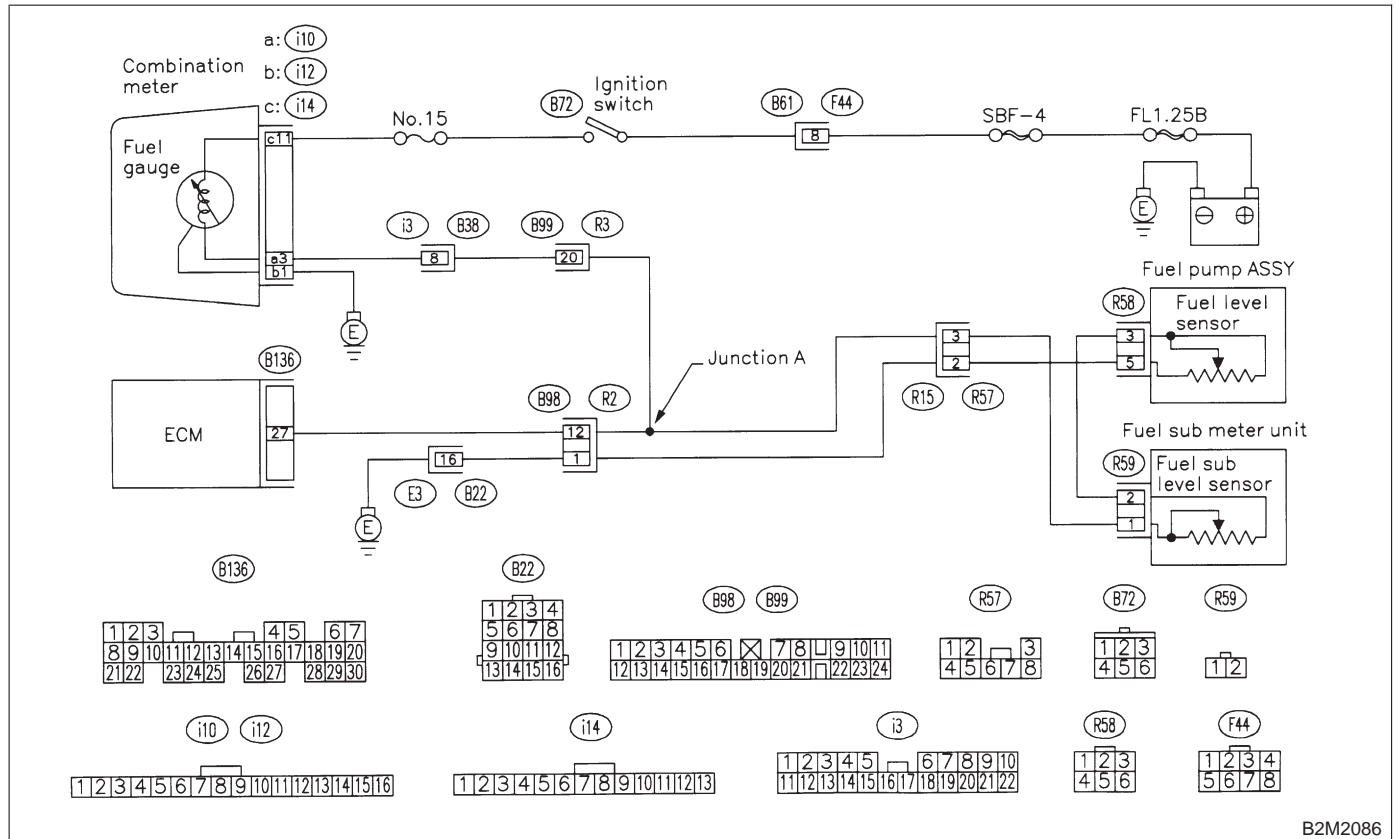 a: i10
Combination meter
b: i12
c: i14
Fuel gauge
c11
No.15
B72
Ignition switch
B61
F44
8
SBF-4
FL1.25B
E
⊖ ⊕
a3
b1
i3
B38
8
B99
R3
20
E
Fuel pump ASSY
R58
Fuel level sensor
3
5
Junction A
3
2
R15
R57
B136
ECM
27
B98
R2
12
1
16
E3
B22
E
Fuel sub meter unit
R59
Fuel sub level sensor
2
1
B136
1 2 3 4 5 6 7
8 9 10 11 12 13 14 15 16 17 18 19 20
21 22 23 24 25 26 27 28 29 30
B22
1 2 3 4
5 6 7 8
9 10 11 12
13 14 15 16
B98 B99
1 2 3 4 5 6 7 8 9 10 11
12 13 14 15 16 17 18 19 20 21 22 23 24
R57
1 2 3
4 5 6 7 8
B72
1 2 3
4 5 6
R59
1 2
i10 i12
1 2 3 4 5 6 7 8 9 10 11 12 13 14 15 16
i14
1 2 3 4 5 6 7 8 9 10 11 12 13
i3
1 2 3 4 5 6 7 8 9 10
11 12 13 14 15 16 17 18 19 20 21 22
R58
1 2 3
4 5 6
F44
1 2 3 4
5 6 7 8
B2M2086